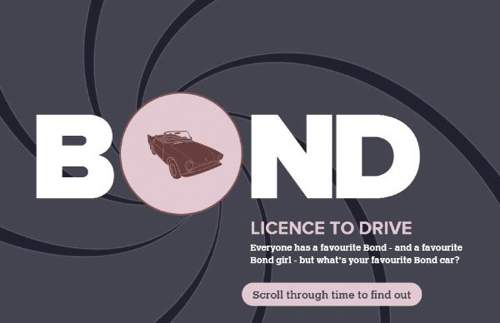 BOND
LICENCE TO DRIVE
Everyone has a favourite Bond - and a favourite
Bond girl - but what's your favourite Bond car?
Scroll through time to find out